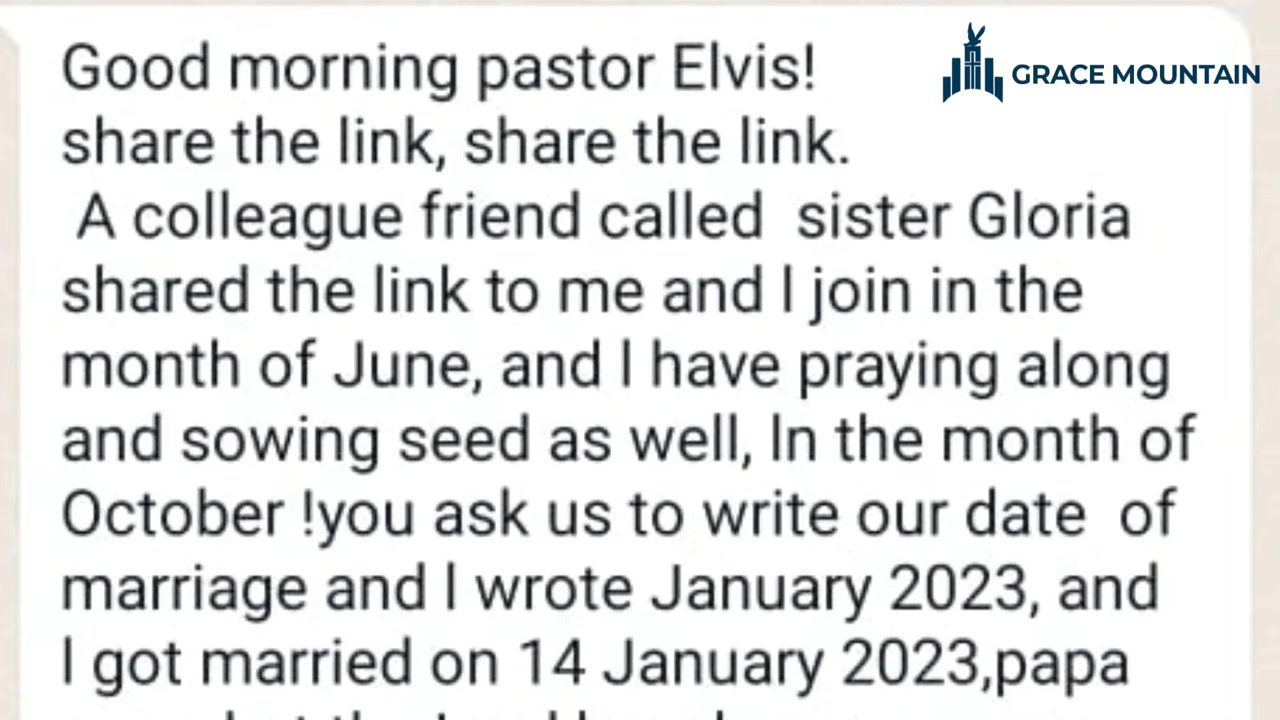 GRACE MOUNTAIN
Good morning pastor Elvis!
share the link, share the link.
A colleague friend called sister Gloria
shared the link to me and I join in the
month of June, and I have praying along
and sowing seed as well, In the month of
October !you ask us to write our date of
marriage and I wrote January 2023, and
I got married on 14 January 2023,papa